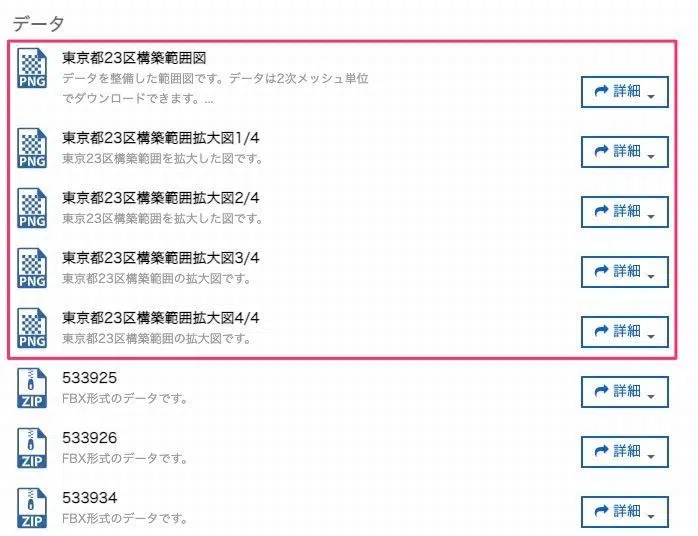 データ
東京都23区構築範囲図
データを整備した範囲図です。データは2次メッシュ単位
でダウンロードできます。...
PNG
詳細
東京都23区構築範囲拡大図1/4
東京23区構築範囲を拡大した図です。
PNG
詳細
東京都23区構築範囲拡大図2/4
東京23区構築範囲を拡大した図です。
PNG
詳細
東京都23区構築範囲拡大図3/4
東京都23区構築範囲の拡大図です。
PNG
詳細
東京都23区構築範囲拡大図4/4
東京都23区構築範囲の拡大図です。
PNG
詳細
533925
FBX形式のデータです。
ZIP
詳細
533926
FBX形式のデータです。
ZIP
詳細
533934
FBX形式のデータです。
ZIP
詳細